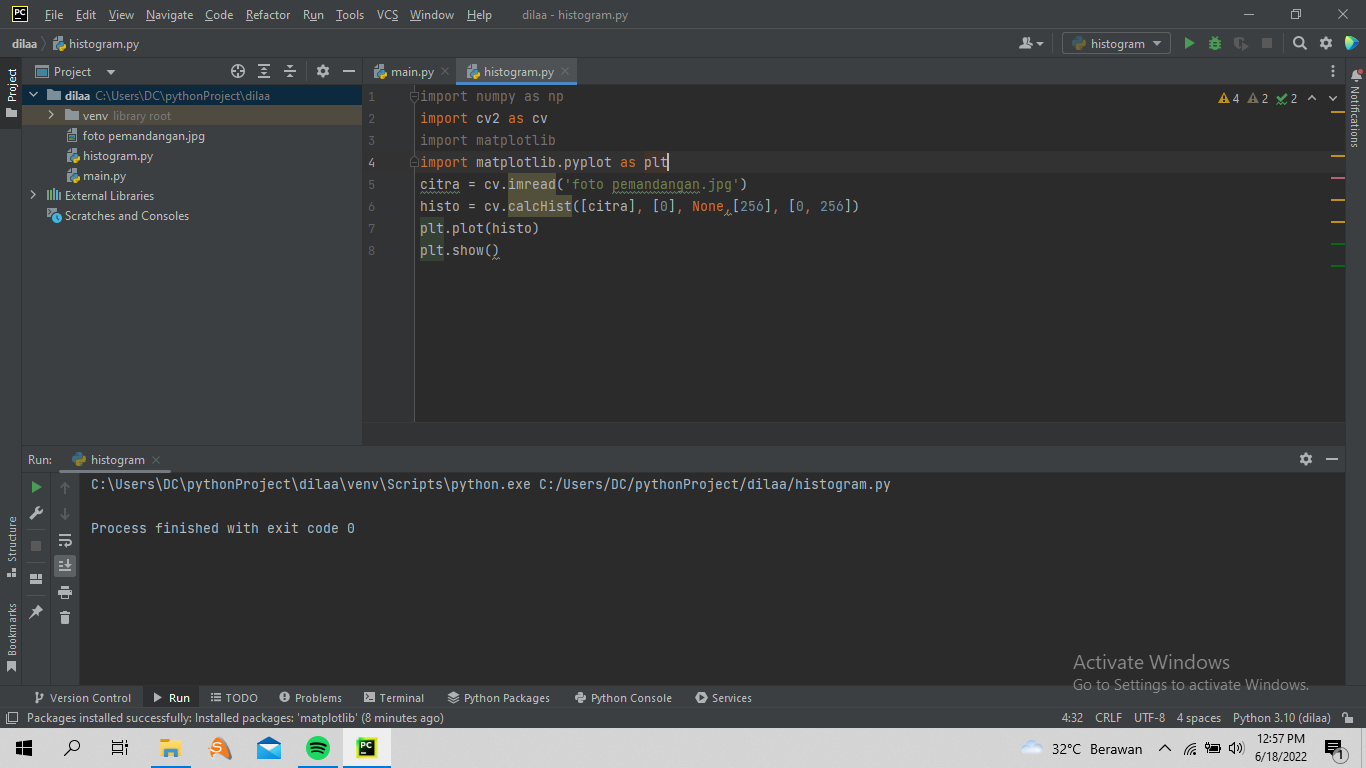 PC File Edit View Navigate Code Refactor Run Tools VCS Window Help dilaa - histogram.py
dilaa histogram.py histogram
Project
Project
main.py histogram.py
Notifications
dilaa C:\Users\DC\pythonProject\dilaa
venv library root
foto pemandangan.jpg
histogram.py
main.py
External Libraries
Scratches and Consoles
4 2 2
1 import numpy as np
2 import cv2 as cv
3 import matplotlib
4 import matplotlib.pyplot as plt
5 citra = cv.imread('foto pemandangan.jpg')
6 histo = cv.calcHist([citra], [0], None,[256], [0, 256])
7 plt.plot(histo)
8 plt.show()
Run: histogram
C:\Users\DC\pythonProject\dilaa\venv\Scripts\python.exe C:/Users/DC/pythonProject/dilaa/histogram.py
Process finished with exit code 0
Structure
Bookmarks
Activate Windows
Go to Settings to activate Windows.
Version Control Run TODO Problems Terminal Python Packages Python Console Services
Packages installed successfully: Installed packages: 'matplotlib' (8 minutes ago) 4:32 CRLF UTF-8 4 spaces Python 3.10 (dilaa)
S PC 32°C Berawan 12:57 PM
6/18/2022
1